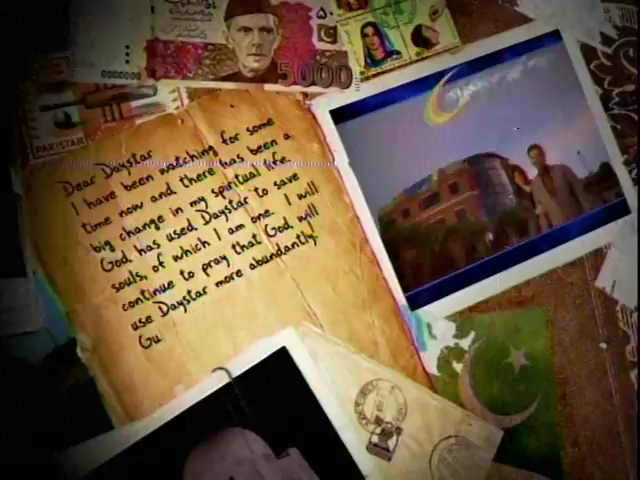 5000
0000000
PAKISTAN
Dear Daystar
I have been watching for some
time now and there has been a
big change in my spiritual life.
God has used Daystar to save
souls of which I am one. I will
continue to pray that God will
use Daystar more abundantly.
Gu